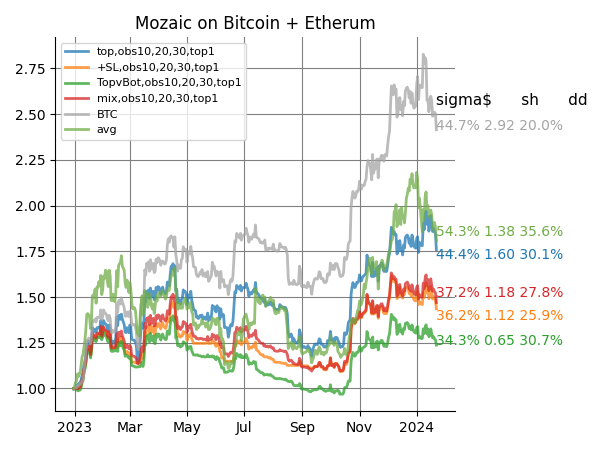 Mozaic on Bitcoin + Etherum
top,obs10,20,30,top1
+SL,obs10,20,30,top1
TopvBot,obs10,20,30,top1
mix,obs10,20,30,top1
BTC
avg
2.75
2.50
2.25
2.00
1.75
1.50
1.25
1.00
sigma$ sh dd
44.7% 2.92 20.0%
54.3% 1.38 35.6%
44.4% 1.60 30.1%
37.2% 1.18 27.8%
36.2% 1.12 25.9%
34.3% 0.65 30.7%
2023 Mar May Jul Sep Nov 2024